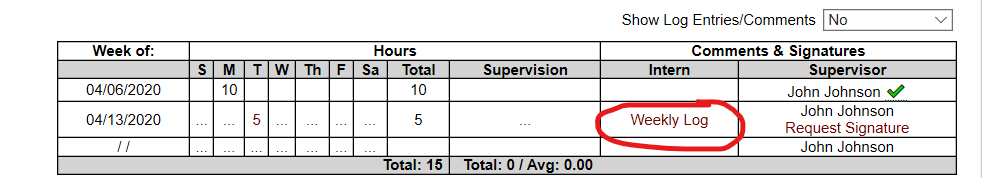 Show Log Entries/Comments No
Week of: Hours Comments & Signatures
S M T W Th F Sa Total Supervision Intern Supervisor
04/06/2020 10 10 John Johnson
04/13/2020 ... ... 5 ... ... ... ... 5 ... Weekly Log John Johnson
Request Signature
/ / ... ... ... ... ... ... ... John Johnson
Total: 15 Total: 0 / Avg: 0.00